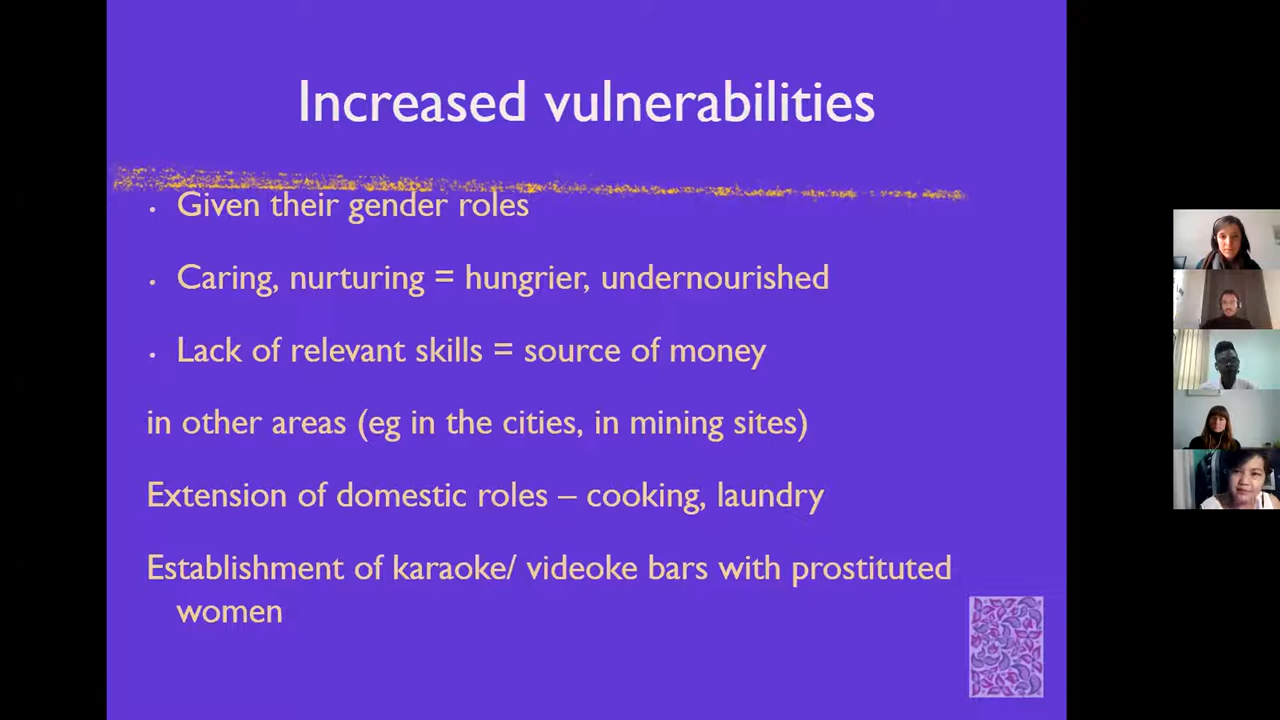 Increased vulnerabilities
• Given their gender roles
• Caring, nurturing = hungrier, undernourished
• Lack of relevant skills = source of money
in other areas (eg in the cities, in mining sites)
Extension of domestic roles – cooking, laundry
Establishment of karaoke/ videoke bars with prostituted
women